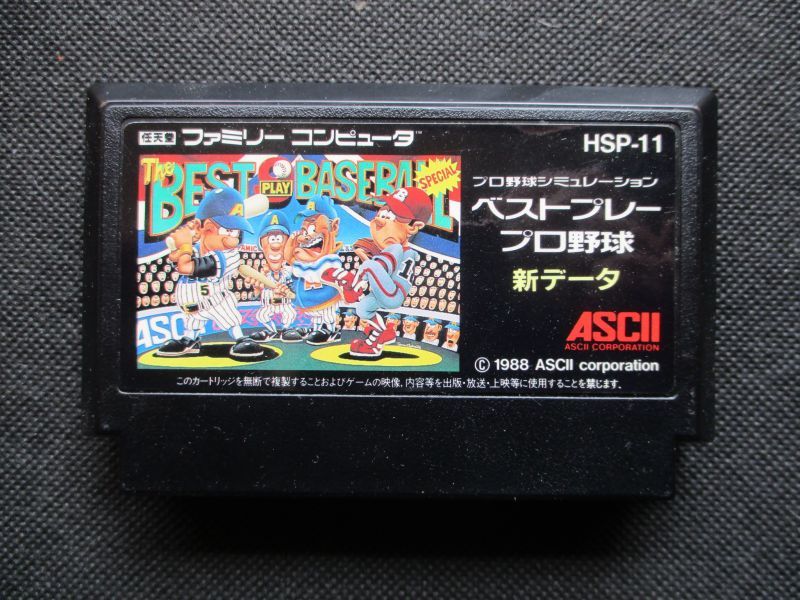 任天堂 ファミリーコンピュータ™
HSP-11
The BEST PLAY BASEBALL
SPECIAL
プロ野球シミュレーション
ベストプレー
プロ野球
新データ
A
A
A
B
5
1
ASC
ASCII
ASCII CORPORATION
© 1988 ASCII corporation
このカートリッジを無断で複製することおよびゲームの映像、内容等を出版・放送・上映等に使用することを禁じます。